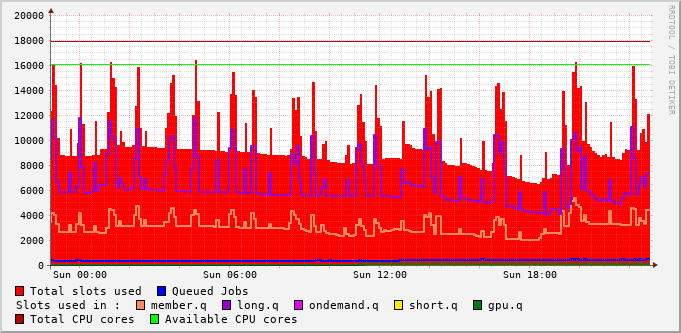 20000
18000
16000
14000
12000
10000
8000
6000
4000
2000
0
Sun 00:00 Sun 06:00 Sun 12:00 Sun 18:00
RRDTOOL / TOBI OETIKER
Total slots used Queued Jobs
Slots used in : member.q long.q ondemand.q short.q gpu.q
Total CPU cores Available CPU cores